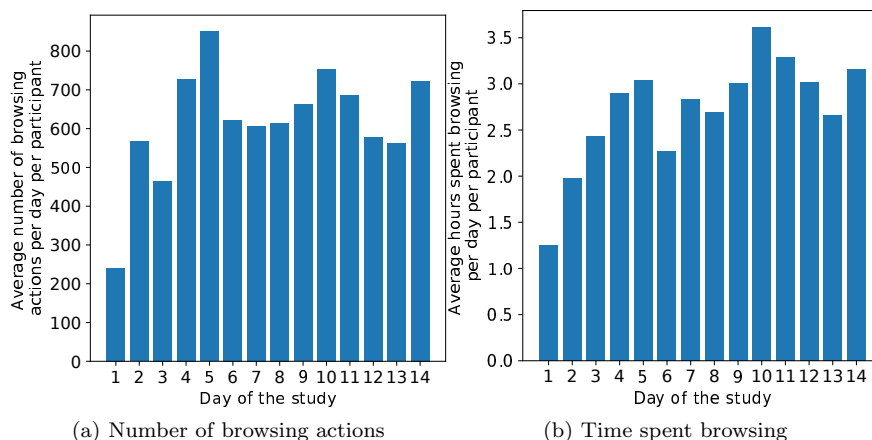 Average number of browsing
actions per day per participant
800
700
600
500
400
300
200
100
0
1 2 3 4 5 6 7 8 9 10 11 12 13 14
Day of the study
(a) Number of browsing actions
Average hours spent browsing
per day per participant
3.5
3.0
2.5
2.0
1.5
1.0
0.5
0.0
1 2 3 4 5 6 7 8 9 10 11 12 13 14
Day of the study
(b) Time spent browsing